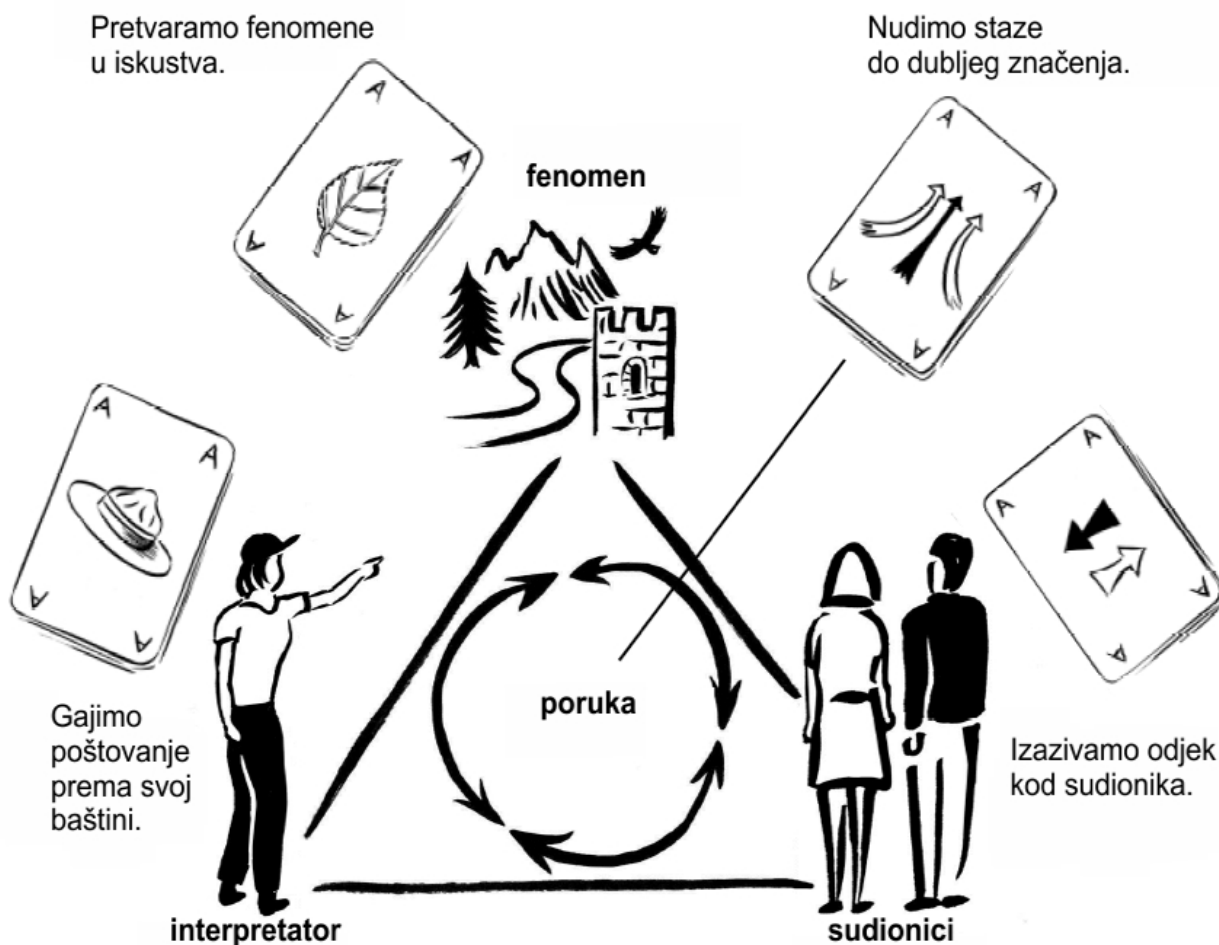 Pretvaramo fenomene
u iskustva.
Nudimo staze
do dubljeg značenja.
A
A
A
A
fenomen
A
A
A
A
A
A
A
A
A
A
A
A
Gajimo
poštovanje
prema svoj
baštini.
poruka
Izazivamo odjek
kod sudionika.
interpretator
sudionici